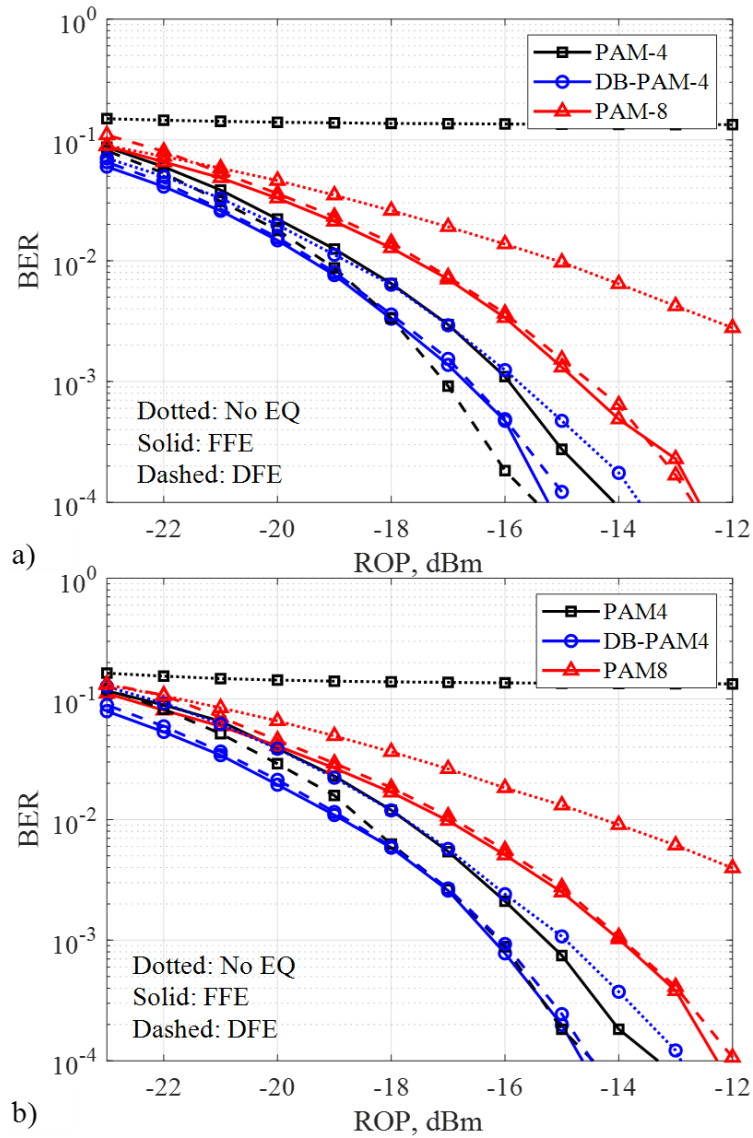 10^0
10^-1
10^-2
10^-3
10^-4
BER
PAM-4
DB-PAM-4
PAM-8
Dotted: No EQ
Solid: FFE
Dashed: DFE
-22 -20 -18 -16 -14 -12
ROP, dBm
a)
10^0
10^-1
10^-2
10^-3
10^-4
BER
PAM4
DB-PAM4
PAM8
Dotted: No EQ
Solid: FFE
Dashed: DFE
-22 -20 -18 -16 -14 -12
ROP, dBm
b)